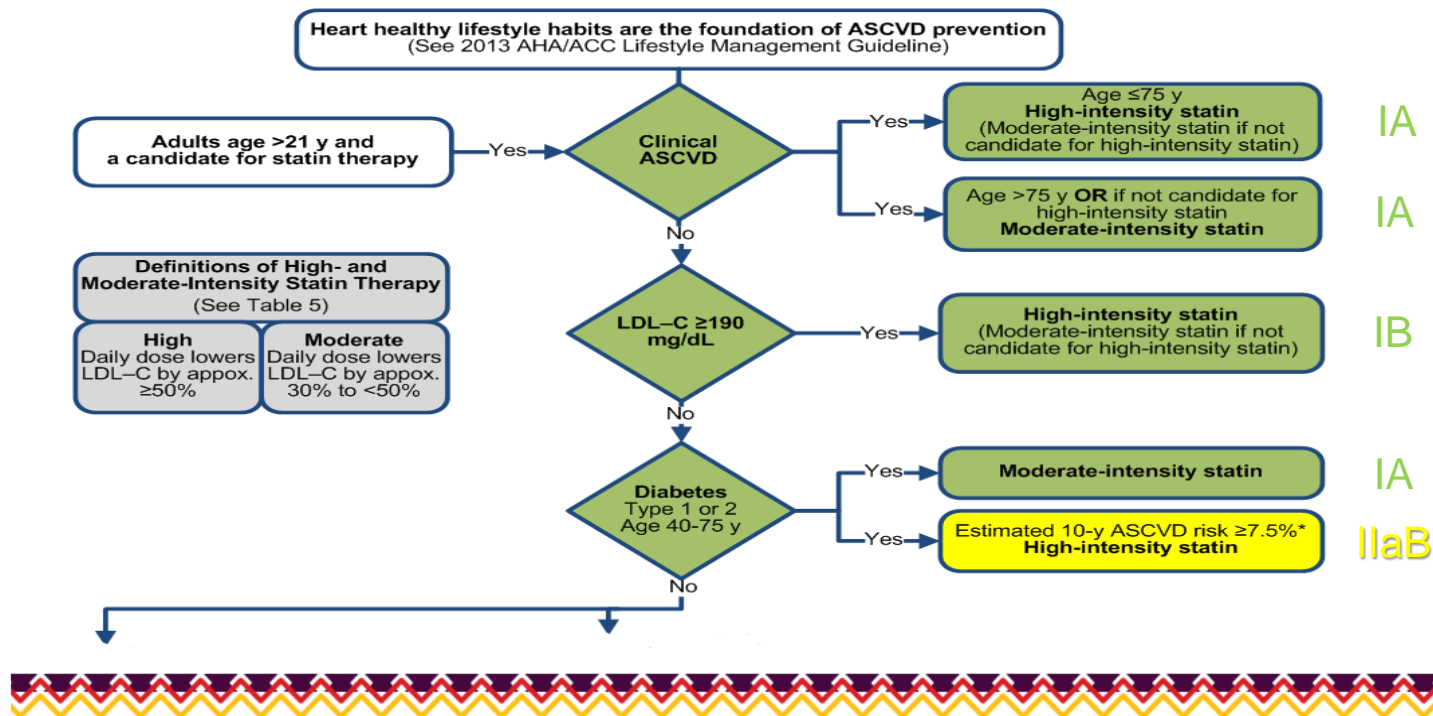 Heart healthy lifestyle habits are the foundation of ASCVD prevention
(See 2013 AHA/ACC Lifestyle Management Guideline)
Adults age >21 y and
a candidate for statin therapy
Yes
Clinical
ASCVD
Yes
Age ≤75 y
High-intensity statin
(Moderate-intensity statin if not
candidate for high-intensity statin)
IA
Yes
Age >75 y OR if not candidate for
high-intensity statin
Moderate-intensity statin
IA
No
Definitions of High- and
Moderate-Intensity Statin Therapy
(See Table 5)
High
Daily dose lowers
LDL–C by appox.
≥50%
Moderate
Daily dose lowers
LDL–C by appox.
30% to <50%
LDL–C ≥190
mg/dL
Yes
High-intensity statin
(Moderate-intensity statin if not
candidate for high-intensity statin)
IB
No
Diabetes
Type 1 or 2
Age 40-75 y
Yes
Moderate-intensity statin
IA
Yes
Estimated 10-y ASCVD risk ≥7.5%*
High-intensity statin
IIaB
No